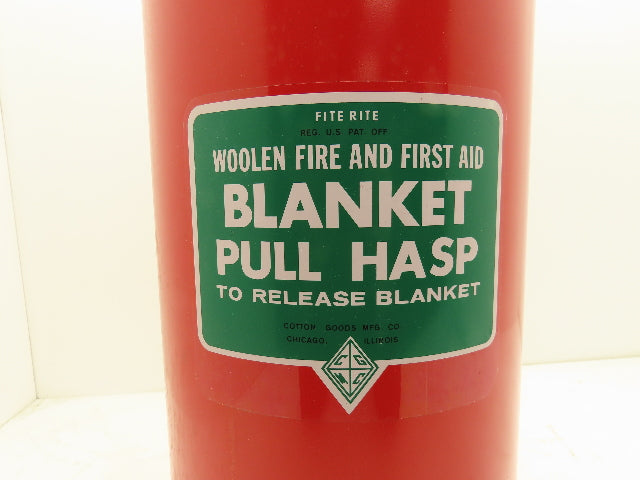 FITE RITE
REG. U.S. PAT. OFF.
WOOLEN FIRE AND FIRST AID
BLANKET
PULL HASP
TO RELEASE BLANKET
COTTON GOODS MFG. CO.
CHICAGO, ILLINOIS
C G
M C